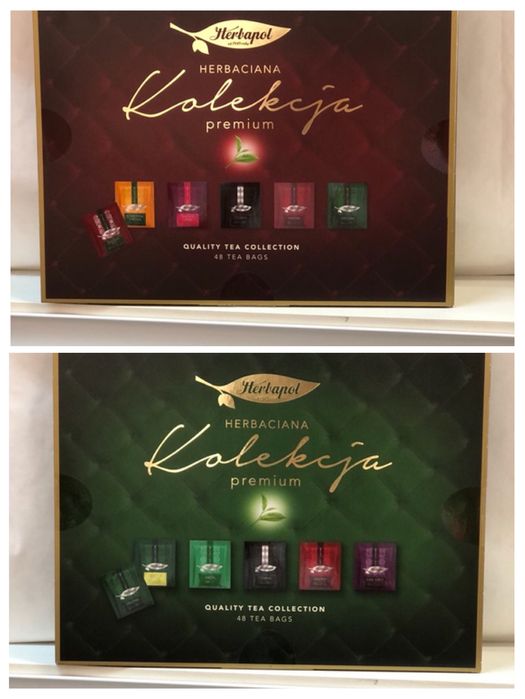 Herbapol
HERBACIANA
Kolekcja
premium
QUALITY TEA COLLECTION
48 TEA BAGS
Herbapol
HERBACIANA
Kolekcja
premium
QUALITY TEA COLLECTION
48 TEA BAGS